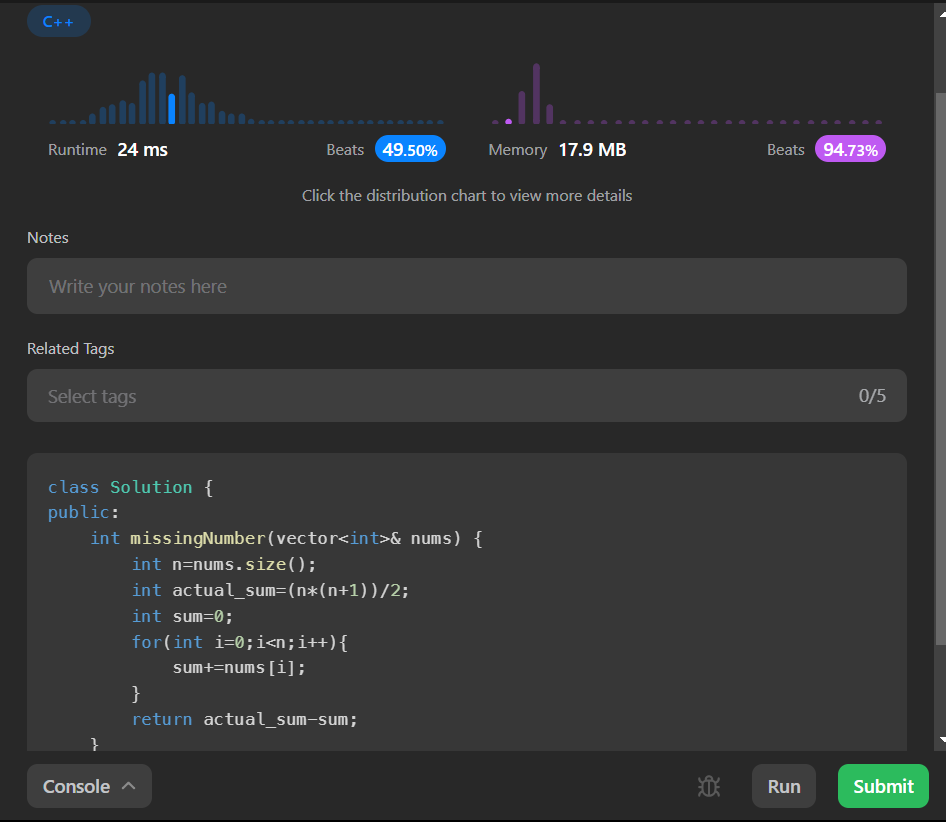 C++
Runtime 24 ms Beats 49.50% Memory 17.9 MB Beats 94.73%
Click the distribution chart to view more details
Notes
Write your notes here
Related Tags
Select tags 0/5
class Solution {
public:
    int missingNumber(vector<int>& nums) {
        int n=nums.size();
        int actual_sum=(n*(n+1))/2;
        int sum=0;
        for(int i=0;i<n;i++){
            sum+=nums[i];
        }
        return actual_sum-sum;
    }
Console Run Submit